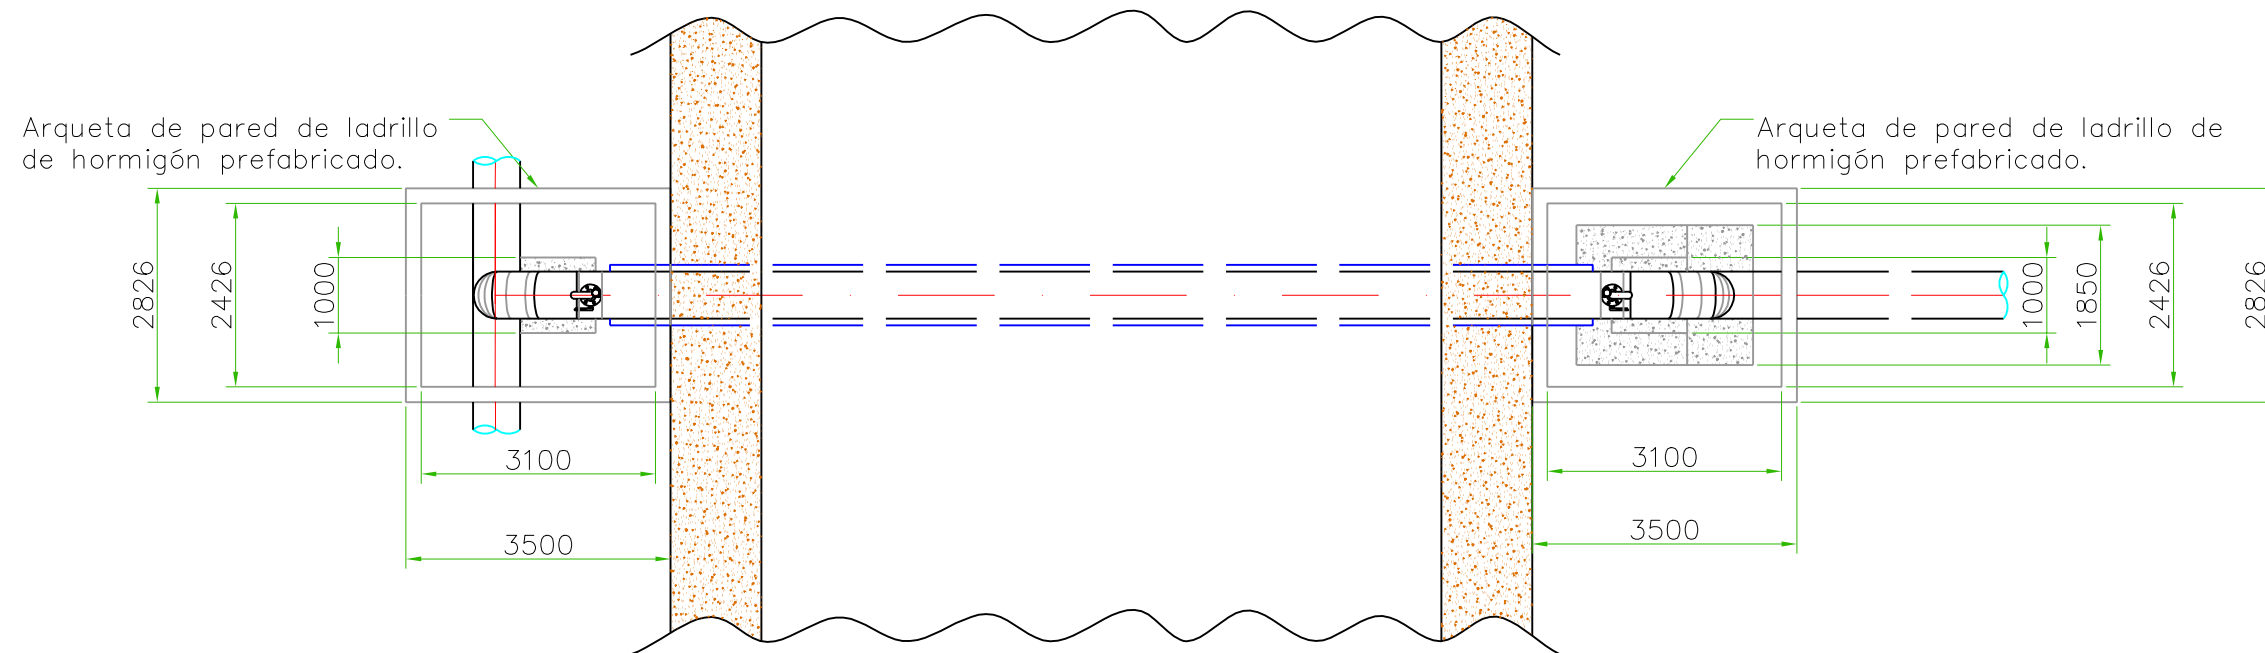 Arqueta de pared de ladrillo
de hormigón prefabricado.
Arqueta de pared de ladrillo de
hormigón prefabricado.
2826
2426
1000
3100
3500
1000
1850
2426
2826
3100
3500